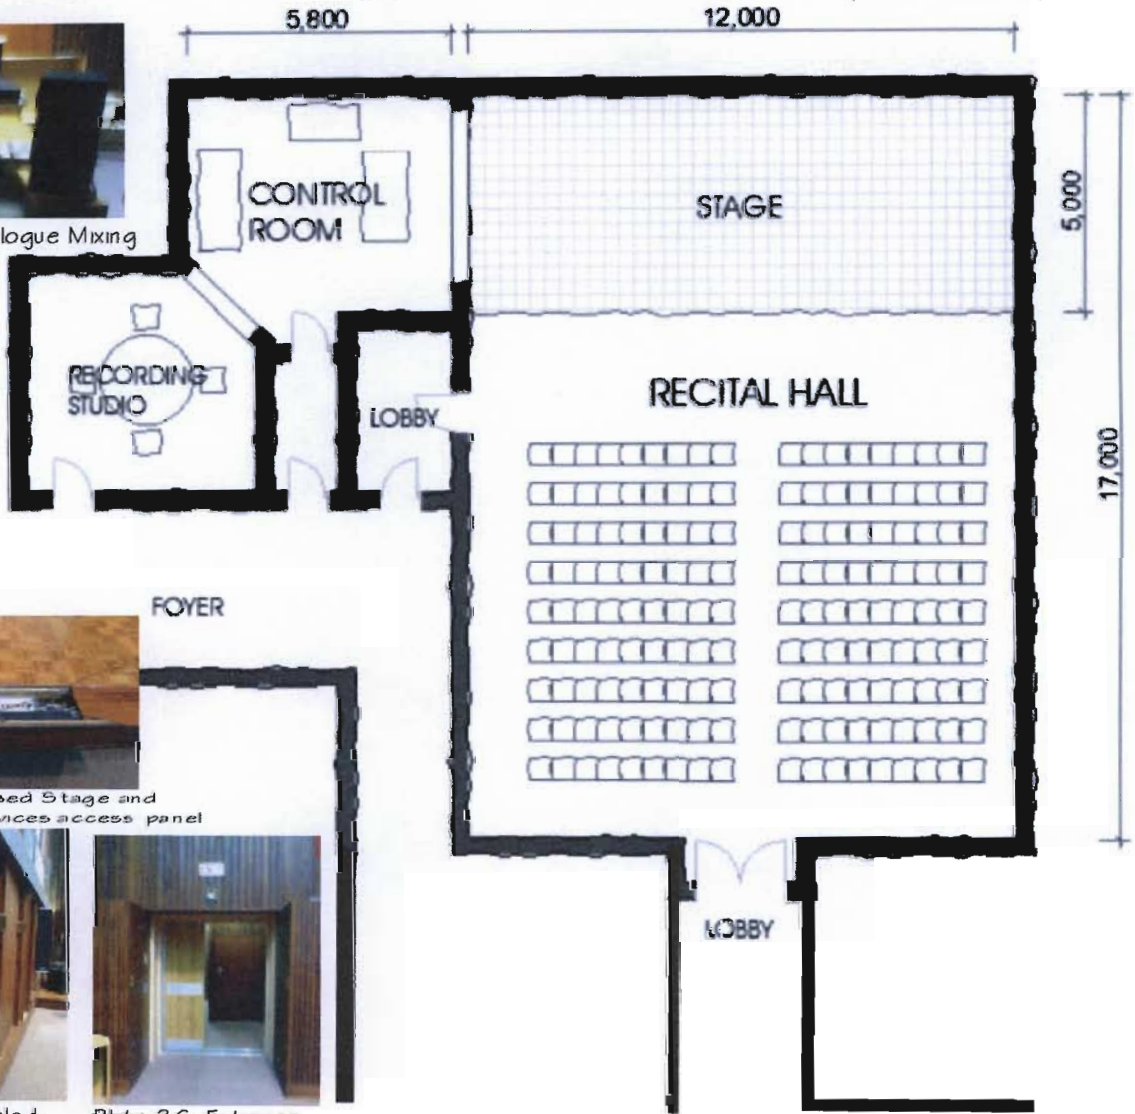 5,800
12,000
logue Mixing
CONTROL
ROOM
STAGE
5,000
RECORDING
STUDIO
LOBBY
RECITAL HALL
17,000
FOYER
sed Stage and
vices access panel
LOBBY